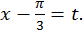 x − π/3 = t.